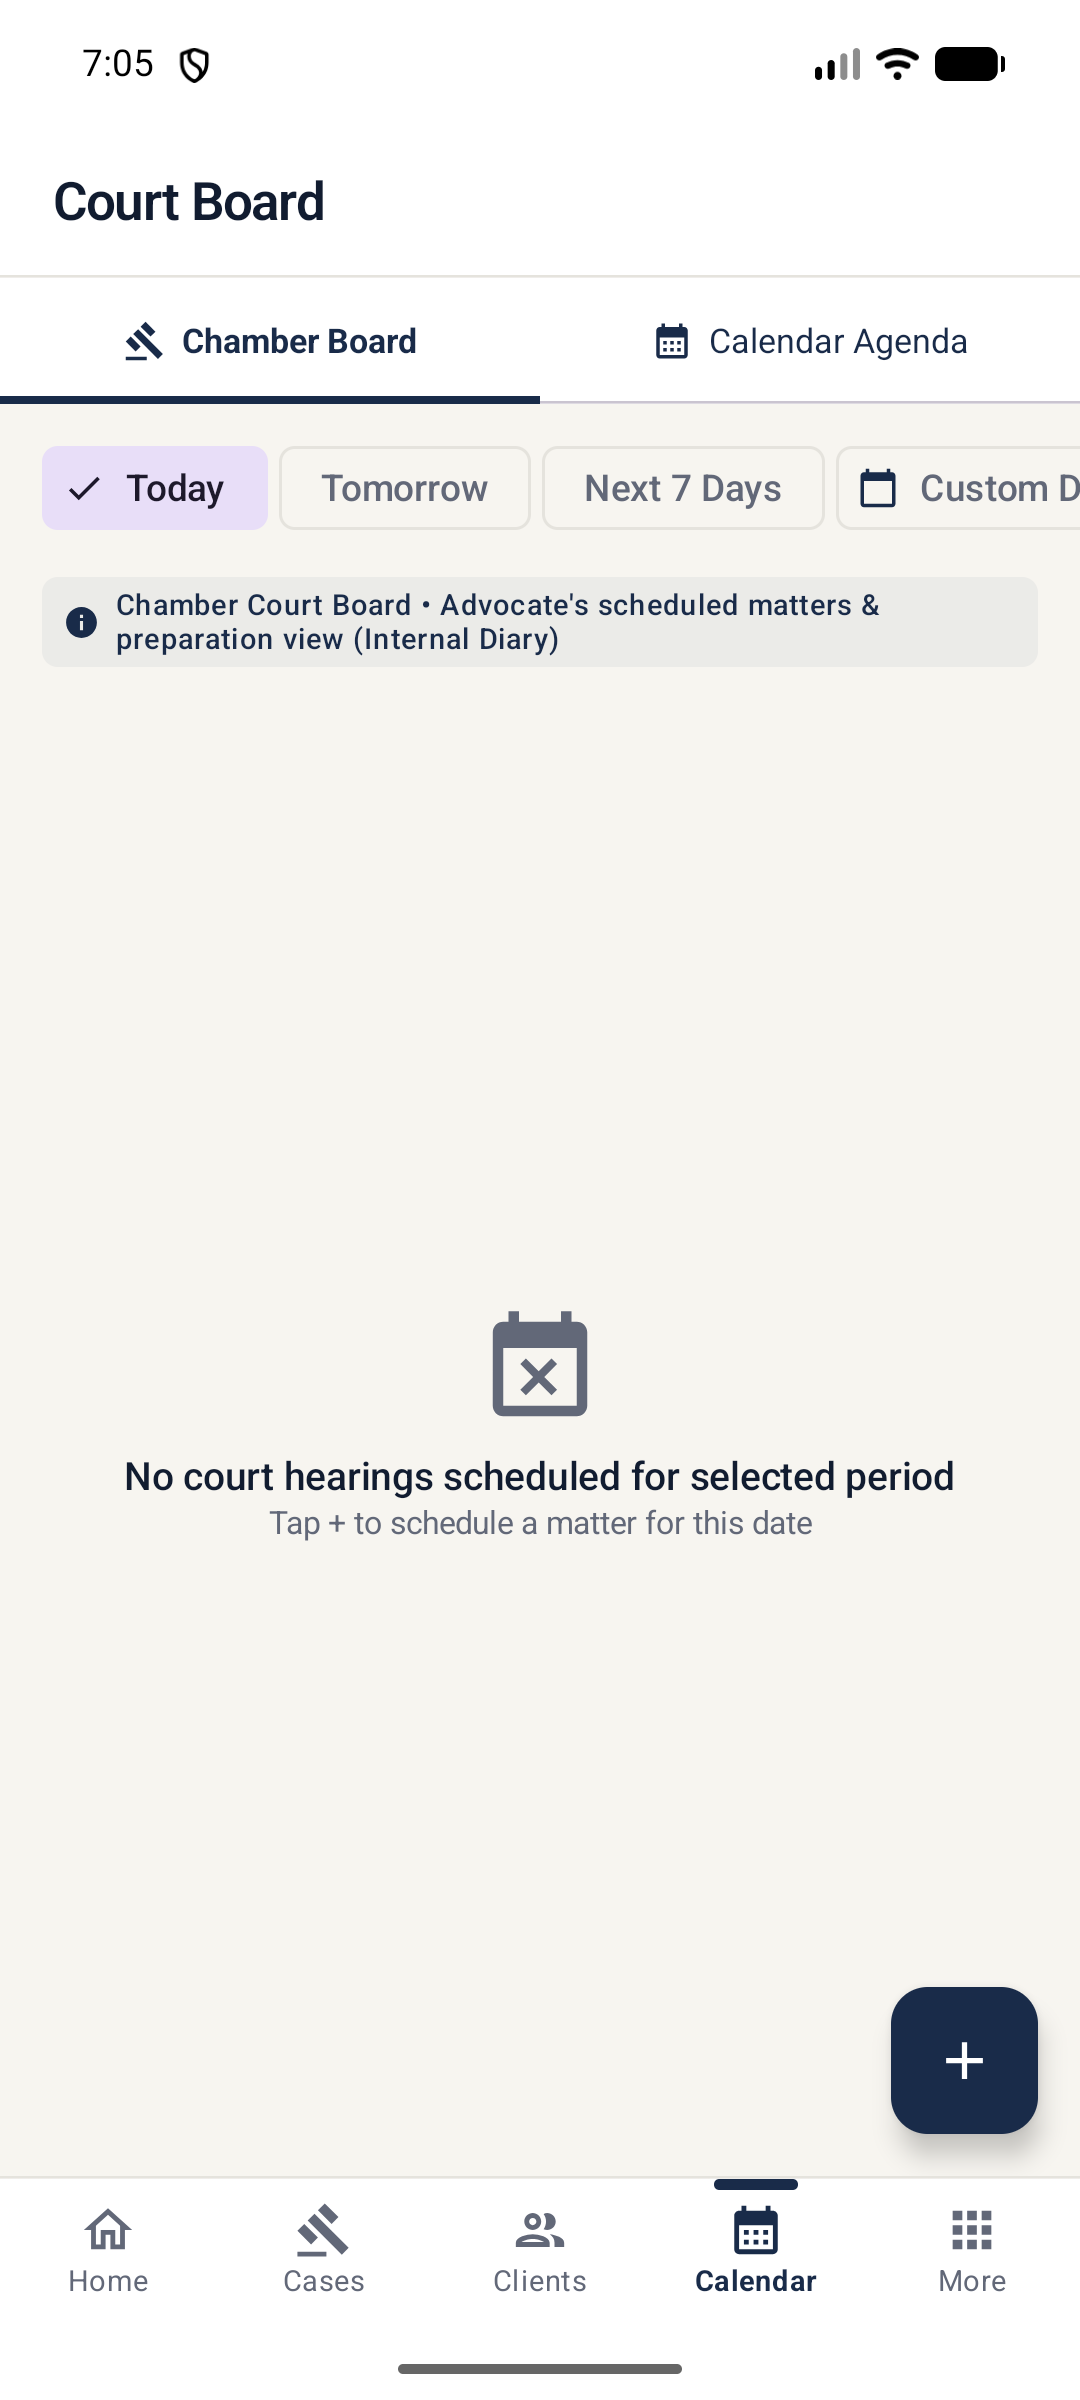 7:05
Court Board
Chamber Board
Calendar Agenda
Today
Tomorrow
Next 7 Days
Custom D
Chamber Court Board • Advocate's scheduled matters &
preparation view (Internal Diary)
No court hearings scheduled for selected period
Tap + to schedule a matter for this date
Home
Cases
Clients
Calendar
More